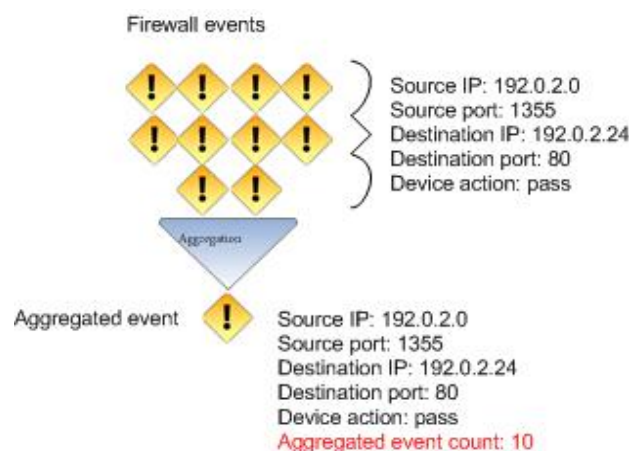 Firewall events
Source IP: 192.0.2.0
Source port: 1355
Destination IP: 192.0.2.24
Destination port: 80
Device action: pass
Aggregation
Aggregated event
Source IP: 192.0.2.0
Source port: 1355
Destination IP: 192.0.2.24
Destination port: 80
Device action: pass
Aggregated event count: 10